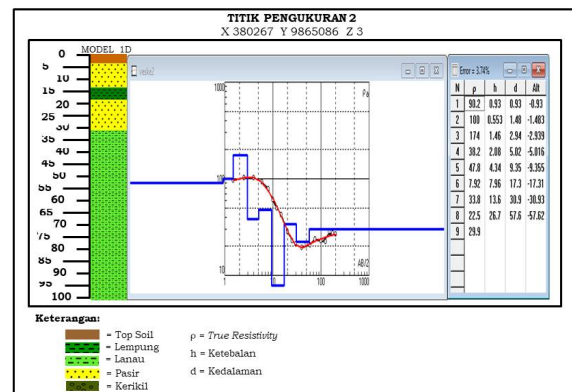 TITIK PENGUKURAN 2
X 380267 Y 9865086 Z 3
MODEL 1D
0
5
10
15
18
25
30
35
40
45
50
55
60
65
70
75
80
85
90
95
100
1000
Pa
100
10
1 10 100 1000
AB/2
Error = 3.74%
N ρ h d Alt
1 90.2 0.93 0.93 -0.93
2 100 0.553 1.48 -1.483
3 174 1.46 2.94 -2.939
4 38.2 2.08 5.02 -5.016
5 47.8 4.34 9.35 -9.355
6 7.92 7.96 17.3 -17.31
7 33.8 13.6 30.9 -30.93
8 22.5 26.7 57.6 -57.62
9 29.9
Keterangan:
= Top Soil
= Lempung
= Lanau
= Pasir
= Kerikil
ρ = True Resistivity
h = Ketebalan
d = Kedalaman